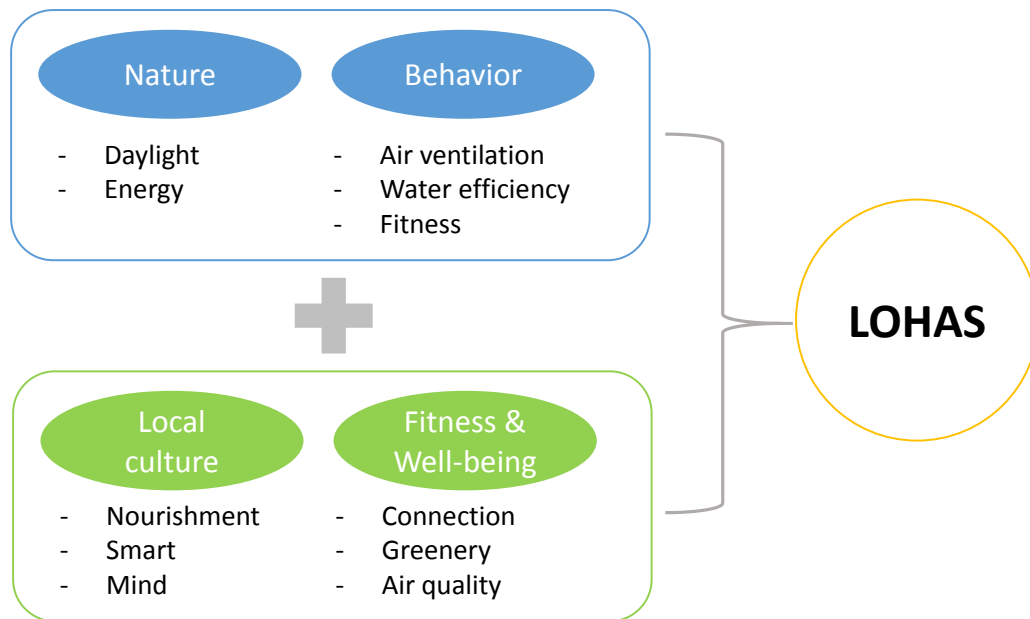 Nature
- Daylight
- Energy
Behavior
- Air ventilation
- Water efficiency
- Fitness
Local
culture
- Nourishment
- Smart
- Mind
Fitness &
Well-being
- Connection
- Greenery
- Air quality
LOHAS